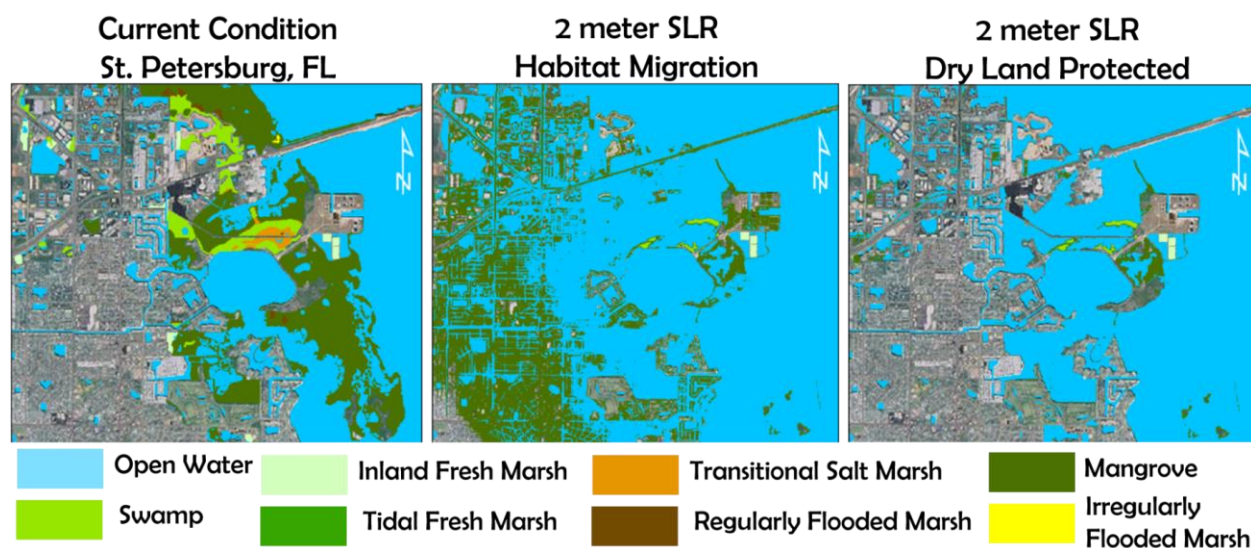 Current Condition
St. Petersburg, FL
2 meter SLR
Habitat Migration
2 meter SLR
Dry Land Protected
N
N
N
Open Water
Inland Fresh Marsh
Transitional Salt Marsh
Mangrove
Swamp
Tidal Fresh Marsh
Regularly Flooded Marsh
Irregularly
Flooded Marsh